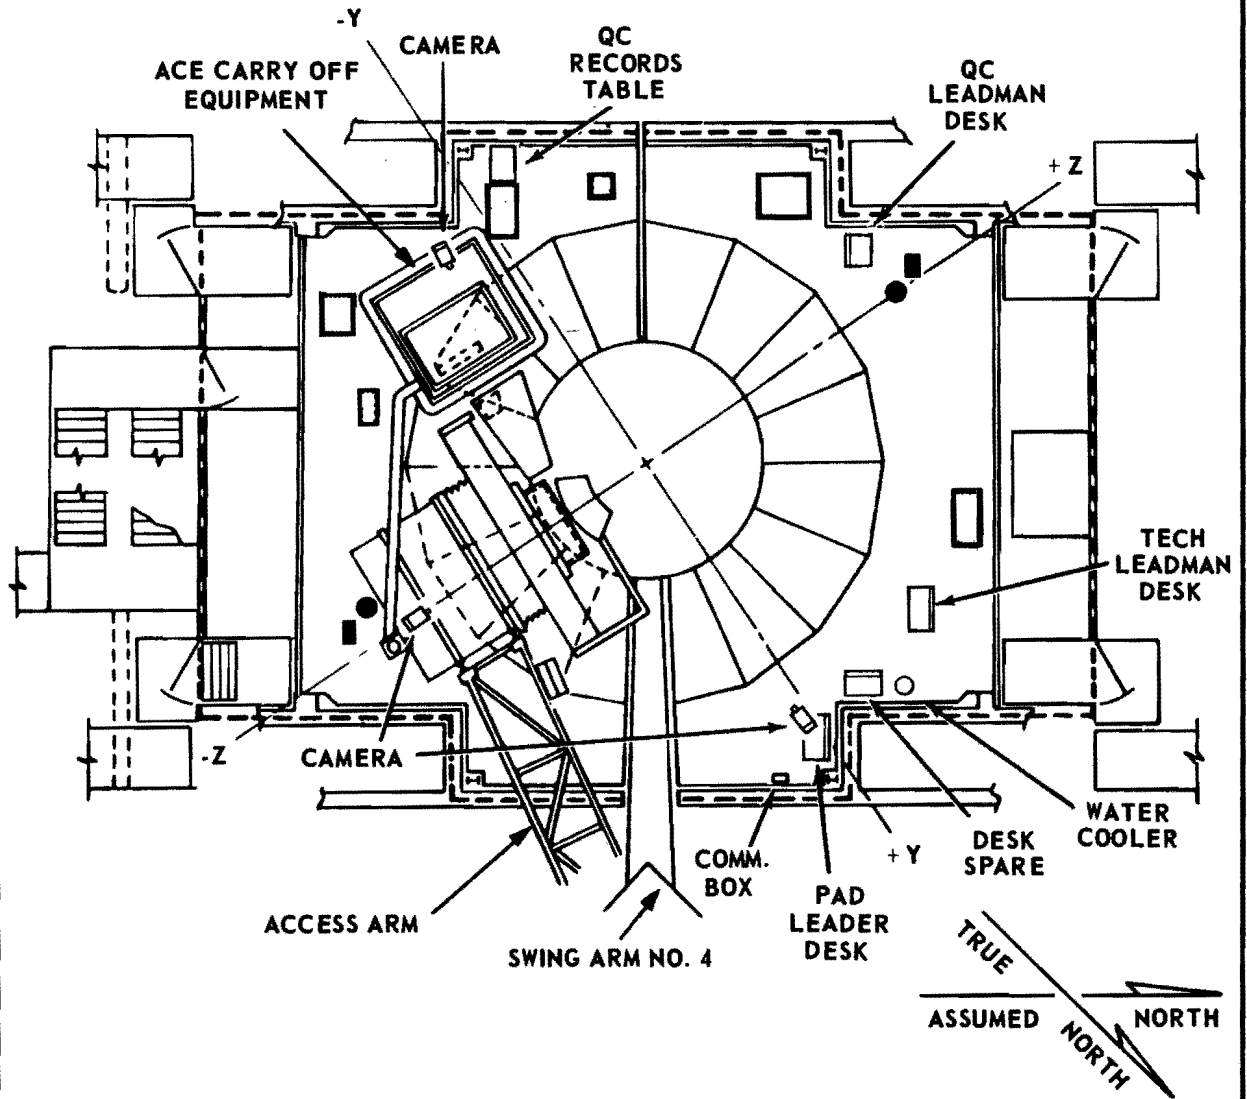 -Y
CAMERA
QC
RECORDS
TABLE
ACE CARRY OFF
EQUIPMENT
QC
LEADMAN
DESK
+ Z
TECH
LEADMAN
DESK
-Z
CAMERA
WATER
COOLER
DESK
SPARE
+ Y
COMM.
BOX
PAD
LEADER
DESK
ACCESS ARM
SWING ARM NO. 4
TRUE
NORTH
ASSUMED NORTH